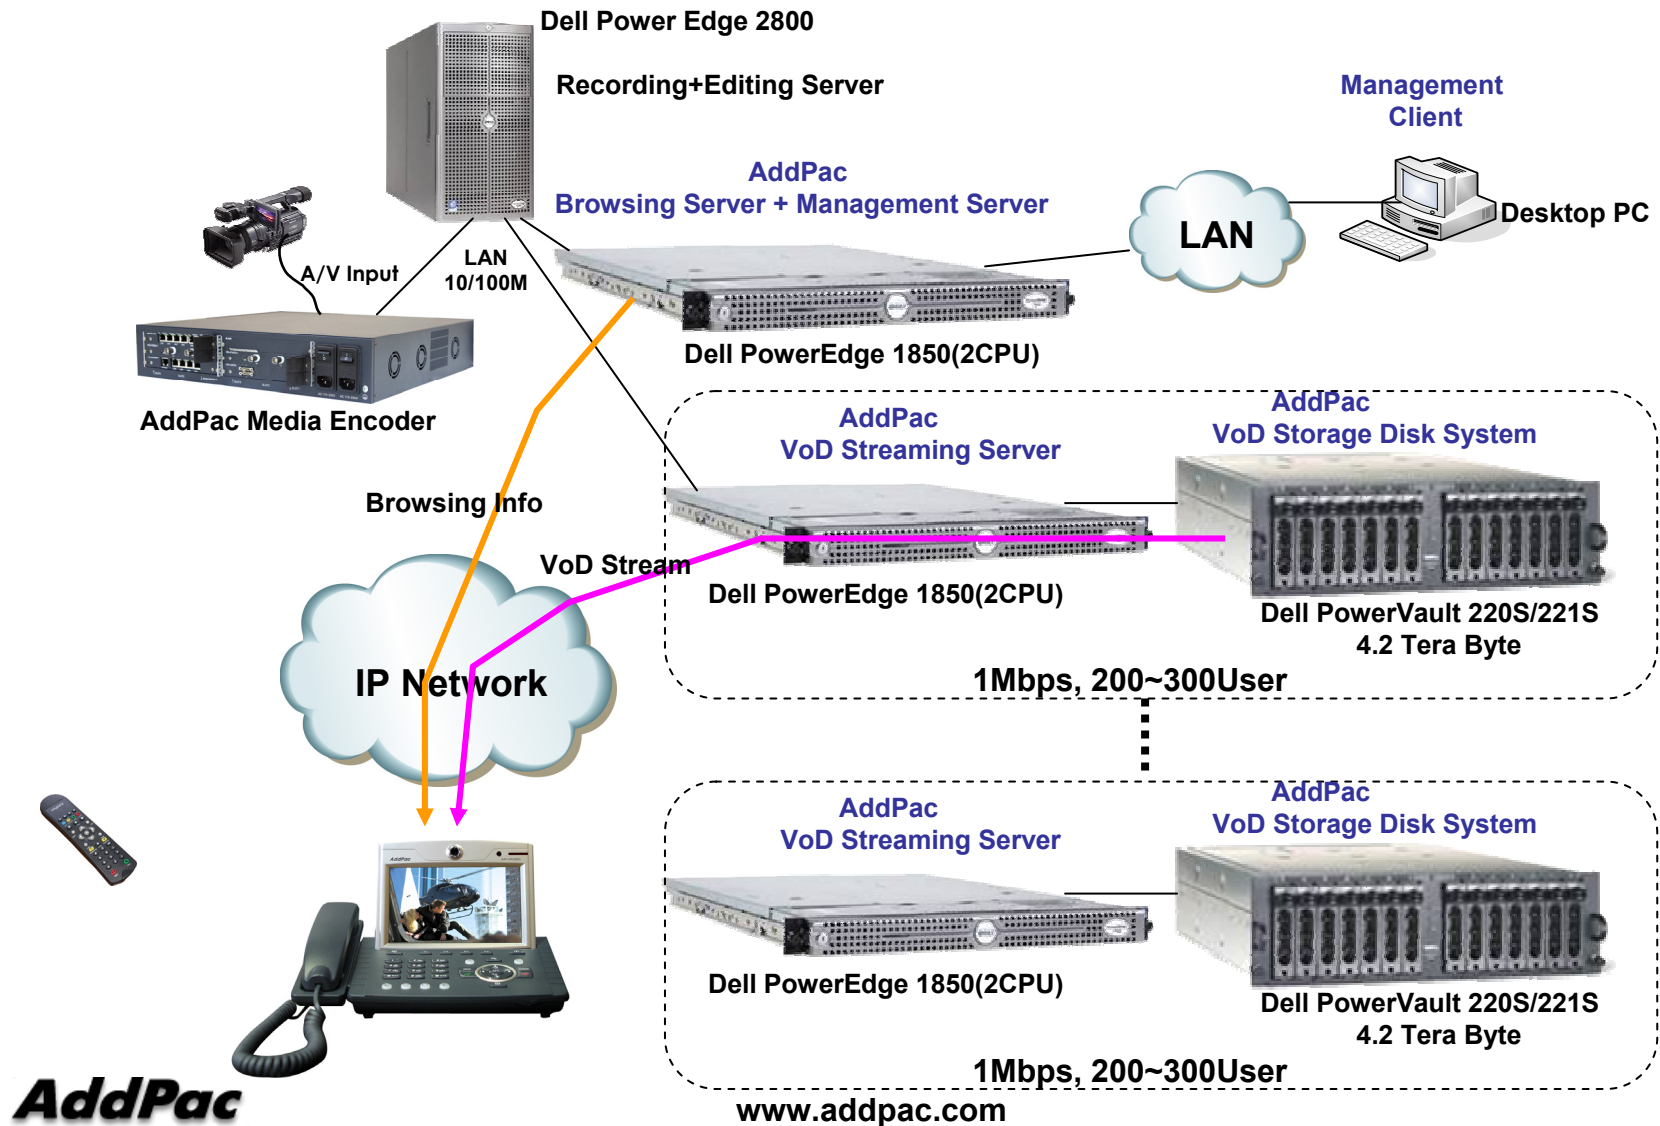 Dell Power Edge 2800
Recording+Editing Server
Management
Client
AddPac
Browsing Server + Management Server
Desktop PC
LAN
LAN
10/100M
A/V Input
Dell PowerEdge 1850(2CPU)
AddPac Media Encoder
AddPac
VoD Streaming Server
AddPac
VoD Storage Disk System
Browsing Info
VoD Stream
Dell PowerEdge 1850(2CPU)
Dell PowerVault 220S/221S
4.2 Tera Byte
IP Network
1Mbps, 200~300User
AddPac
VoD Streaming Server
AddPac
VoD Storage Disk System
AddPac
Dell PowerEdge 1850(2CPU)
Dell PowerVault 220S/221S
4.2 Tera Byte
1Mbps, 200~300User
AddPac
www.addpac.com